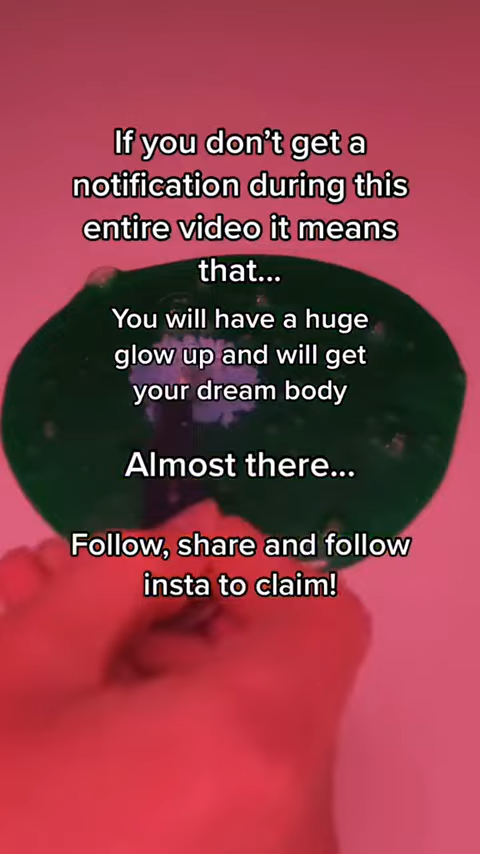 If you don't get a
notification during this
entire video it means
that...
You will have a huge
glow up and will get
your dream body
Almost there...
Follow, share and follow
insta to claim!